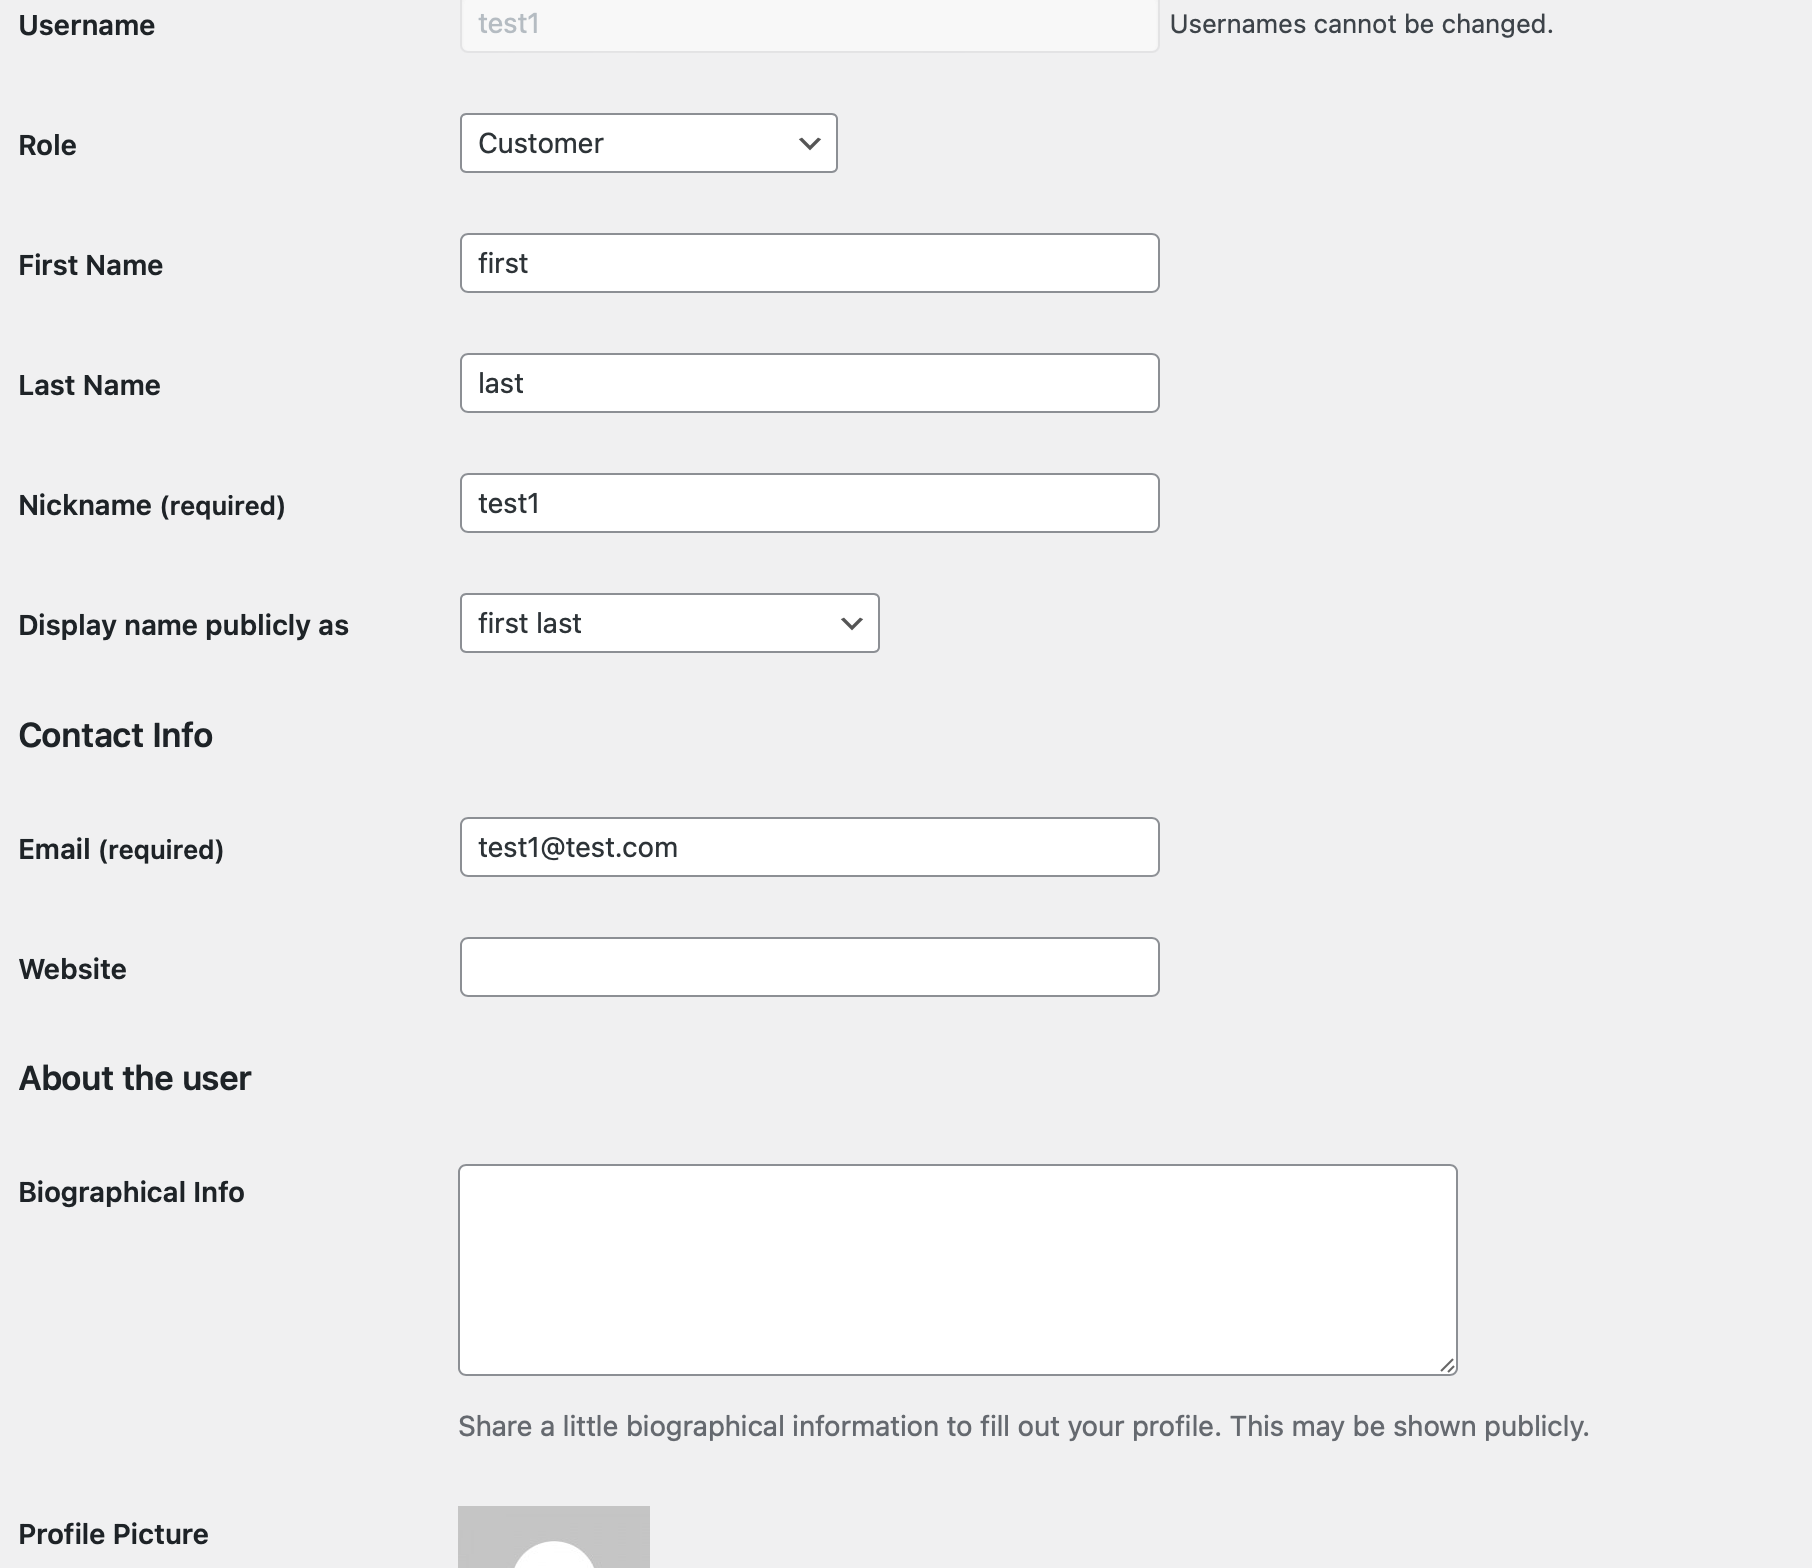 Username test1 Usernames cannot be changed.
Role Customer
First Name first
Last Name last
Nickname (required) test1
Display name publicly as first last
Contact Info
Email (required) test1@test.com
Website
About the user
Biographical Info
Share a little biographical information to fill out your profile. This may be shown publicly.
Profile Picture